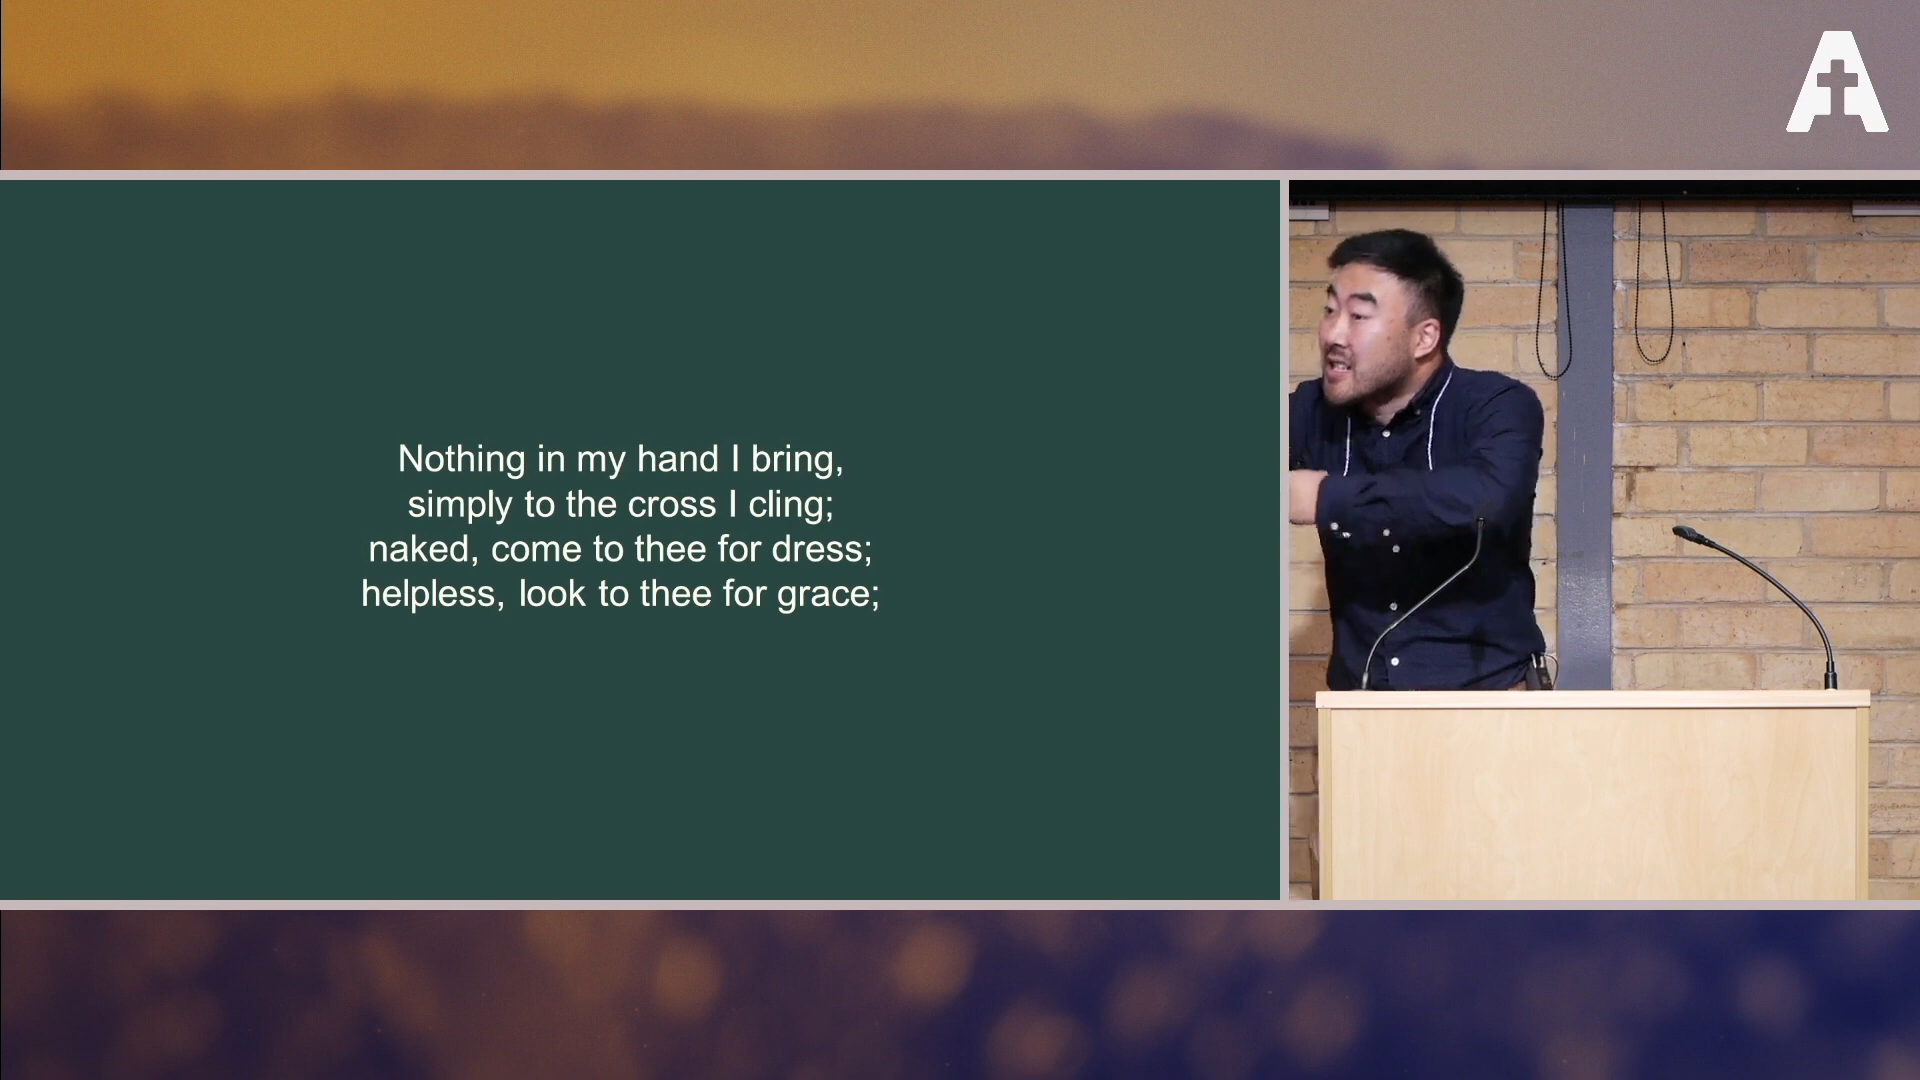 Nothing in my hand I bring,
simply to the cross I cling;
naked, come to thee for dress;
helpless, look to thee for grace;
A